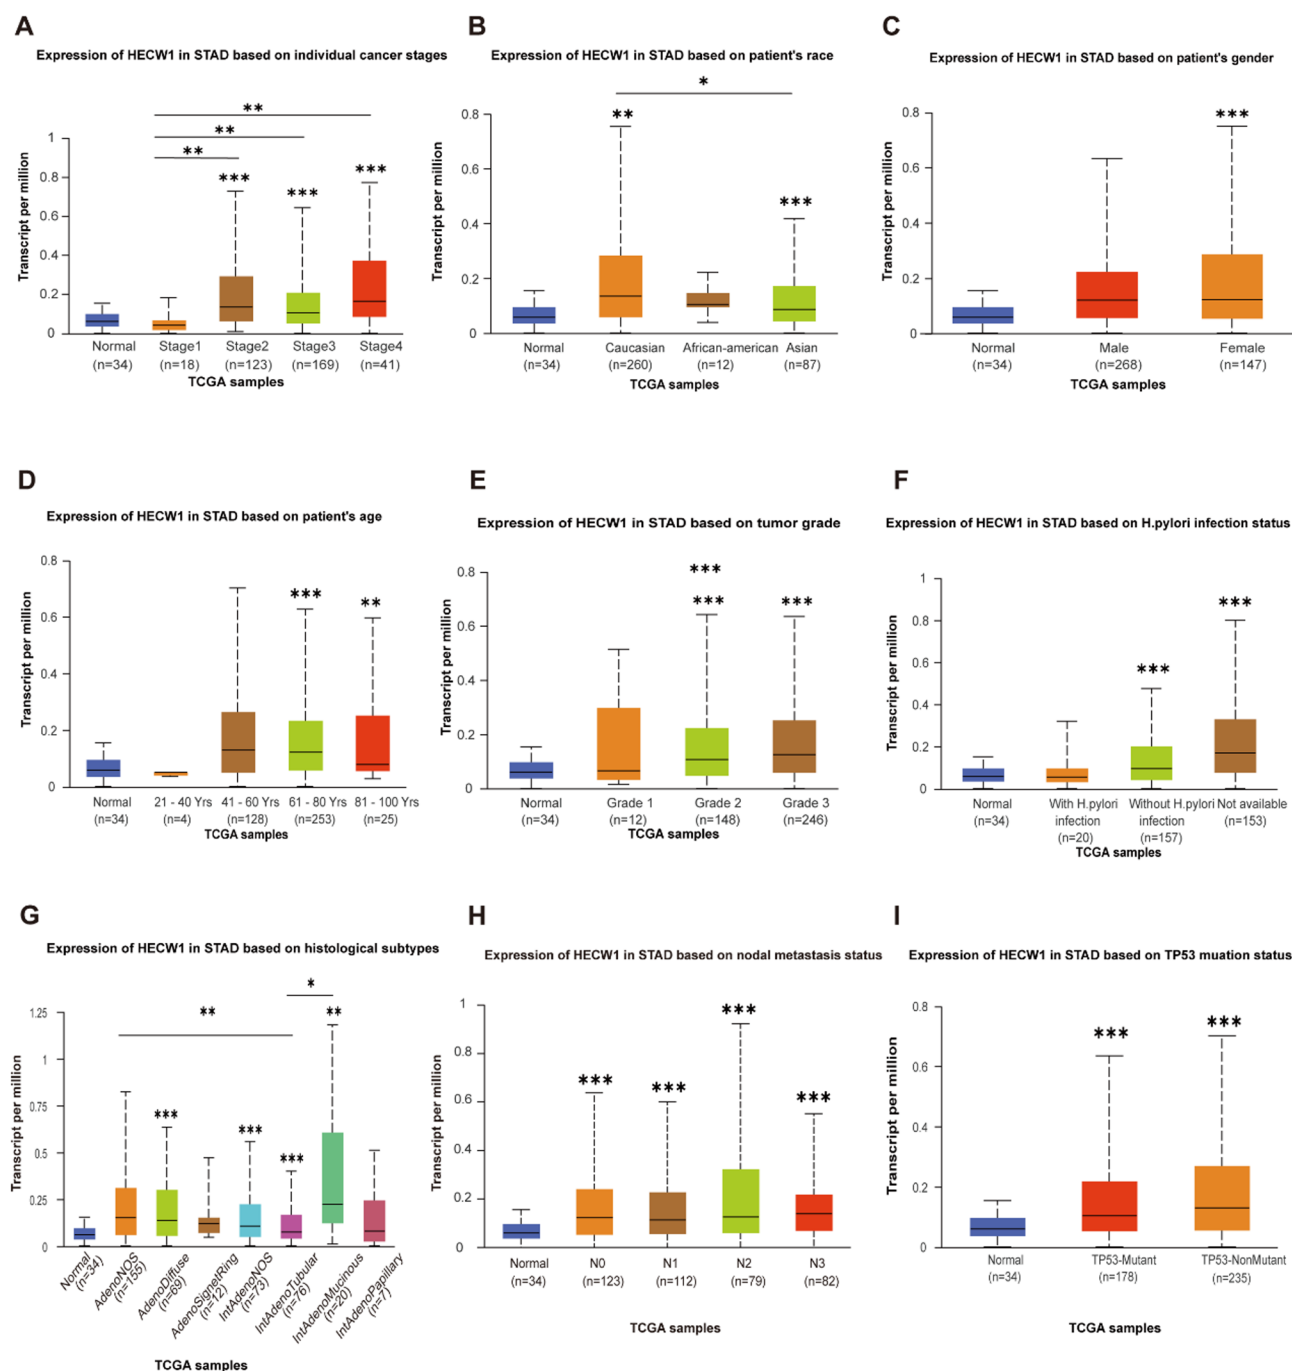 A
Expression of HECW1 in STAD based on individual cancer stages
Transcript per million
1
0.8
0.6
0.4
0.2
0
**
**
**
***
***
***
Normal Stage1 Stage2 Stage3 Stage4
(n=34) (n=18) (n=123) (n=169) (n=41)
TCGA samples
B
Expression of HECW1 in STAD based on patient's race
Transcript per million
0.8
0.6
0.4
0.2
0
*
**
***
Normal Caucasian African-american Asian
(n=34) (n=260) (n=12) (n=87)
TCGA samples
C
Expression of HECW1 in STAD based on patient's gender
Transcript per million
0.8
0.6
0.4
0.2
0
***
Normal Male Female
(n=34) (n=268) (n=147)
TCGA samples
D
Expression of HECW1 in STAD based on patient's age
Transcript per million
0.8
0.6
0.4
0.2
0
***
**
Normal 21 - 40 Yrs 41 - 60 Yrs 61 - 80 Yrs 81 - 100 Yrs
(n=34) (n=4) (n=128) (n=253) (n=25)
TCGA samples
E
Expression of HECW1 in STAD based on tumor grade
Transcript per million
0.8
0.6
0.4
0.2
0
***
***
***
Normal Grade 1 Grade 2 Grade 3
(n=34) (n=12) (n=148) (n=246)
TCGA samples
F
Expression of HECW1 in STAD based on H.pylori infection status
Transcript per million
1
0.8
0.6
0.4
0.2
0
***
***
Normal With H.pylori Without H.pylori Not available
(n=34) infection infection (n=153)
(n=20) (n=157)
TCGA samples
G
Expression of HECW1 in STAD based on histological subtypes
Transcript per million
1.25
1
0.75
0.5
0.25
0
*
**
**
***
***
***
Normal
(n=34)
AdenoNOS
(n=155)
AdenoDiffuse
(n=69)
AdenoSignetRing
(n=12)
IntAdenoNOS
(n=73)
IntAdenoTubular
(n=76)
IntAdenoMucinous
(n=20)
IntAdenoPapillary
(n=7)
TCGA samples
H
Expression of HECW1 in STAD based on nodal metastasis status
Transcript per million
1
0.8
0.6
0.4
0.2
0
***
***
***
***
Normal N0 N1 N2 N3
(n=34) (n=123) (n=112) (n=79) (n=82)
TCGA samples
I
Expression of HECW1 in STAD based on TP53 muation status
Transcript per million
1
0.8
0.6
0.4
0.2
0
***
***
Normal TP53-Mutant TP53-NonMutant
(n=34) (n=178) (n=235)
TCGA samples